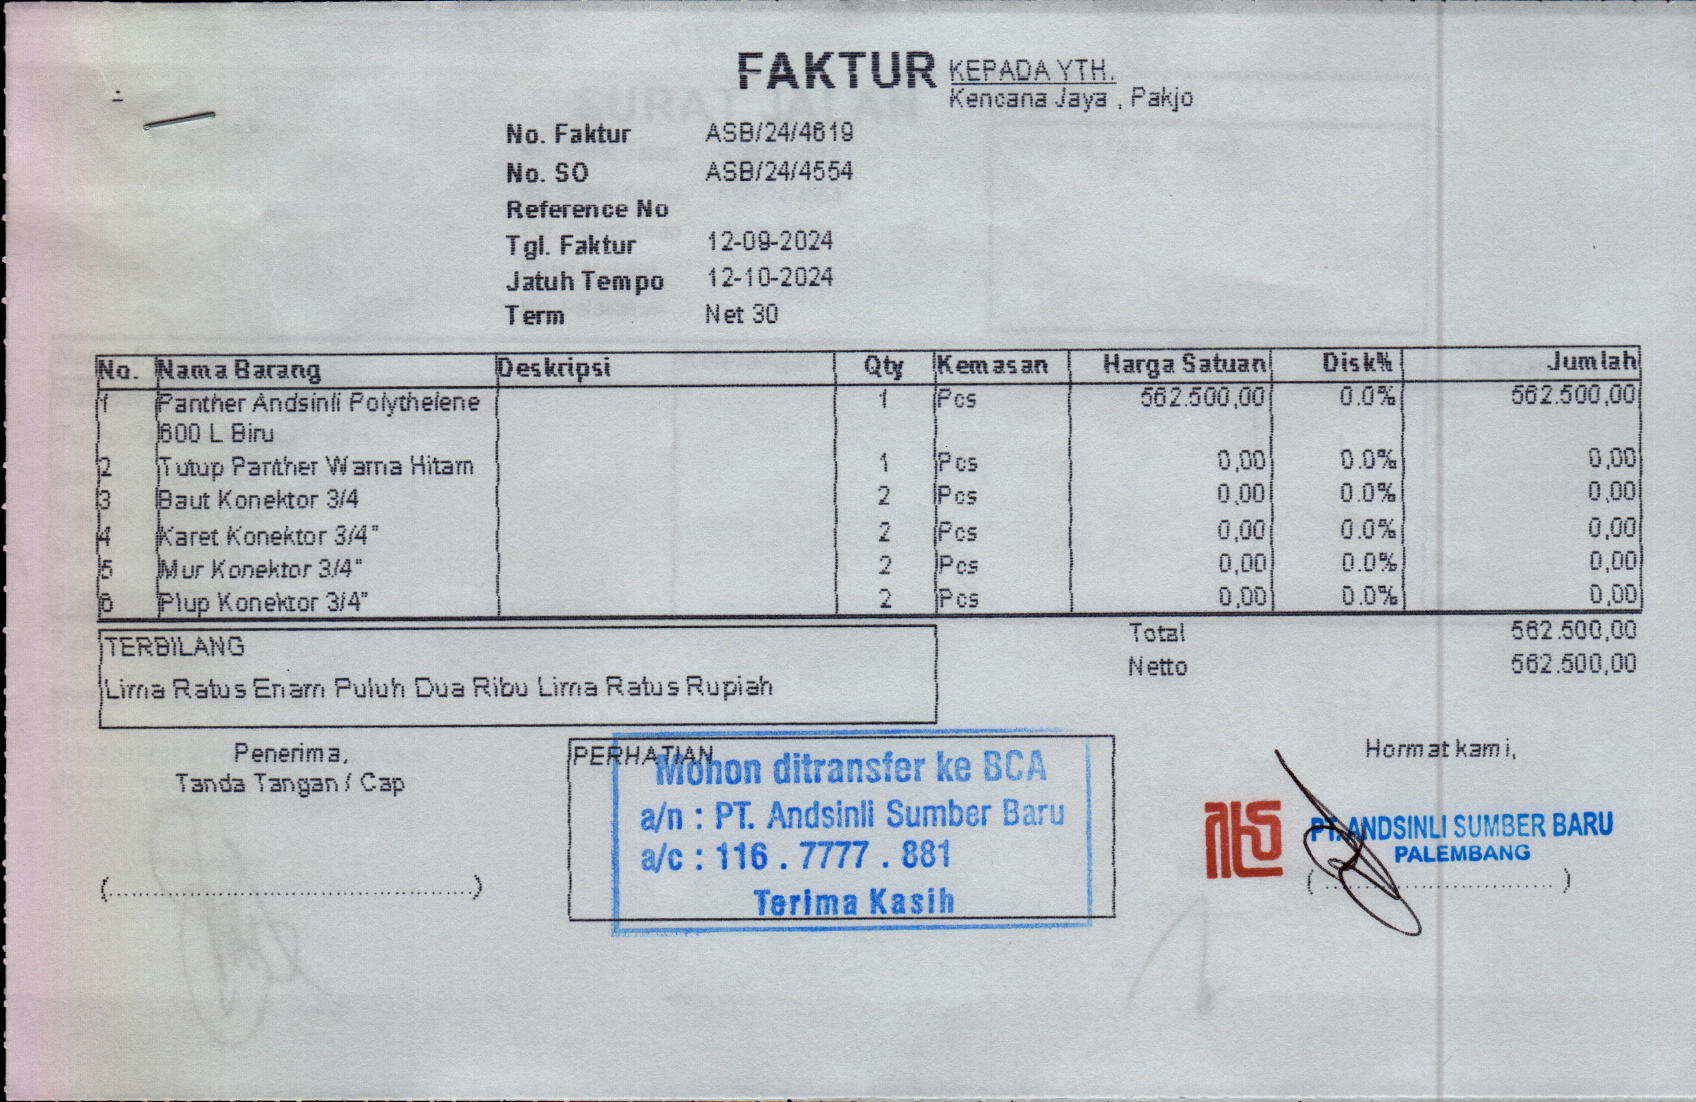 FAKTUR
KEPADA YTH.
Kencana Jaya , Pakjo
No. Faktur ASB/24/4619
No. SO ASB/24/4554
Reference No
Tgl. Faktur 12-09-2024
Jatuh Tempo 12-10-2024
Term Net 30
No. Nama Barang Deskripsi Qty Kemasan Harga Satuan Disk% Jumlah
1 Panther Andsinli Polythelene 1 Pcs 562.500,00 0.0% 562.500,00
600 L Biru
2 Tutup Panther Warna Hitam 1 Pcs 0,00 0.0% 0,00
3 Baut Konektor 3/4 2 Pcs 0,00 0.0% 0,00
4 Karet Konektor 3/4" 2 Pcs 0,00 0.0% 0,00
5 Mur Konektor 3/4" 2 Pcs 0,00 0.0% 0,00
6 Plup Konektor 3/4" 2 Pcs 0,00 0.0% 0,00
Total 562.500,00
Netto 562.500,00
TERBILANG
Lima Ratus Enam Puluh Dua Ribu Lima Ratus Rupiah
Penerima,
Tanda Tangan / Cap
(..........................................)
PERHATIAN
Mohon ditransfer ke BCA
a/n : PT. Andsinli Sumber Baru
a/c : 116 . 7777 . 881
Terima Kasih
Hormat kami,
PT. ANDSINLI SUMBER BARU
PALEMBANG
( .......................... )
SURAT JALAN